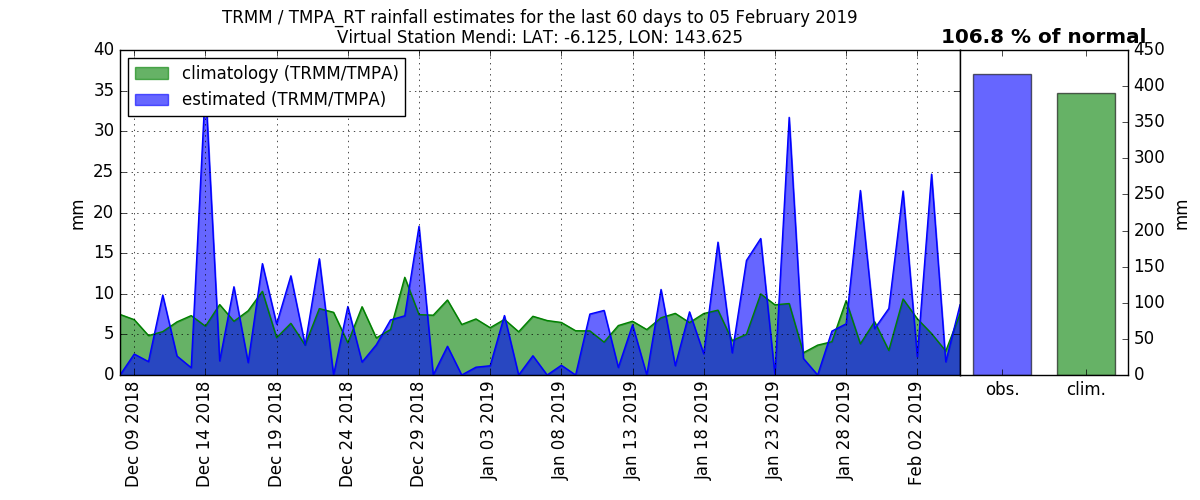 TRMM / TMPA_RT rainfall estimates for the last 60 days to 05 February 2019
Virtual Station Mendi: LAT: -6.125, LON: 143.625
106.8 % of normal
climatology (TRMM/TMPA)
estimated (TRMM/TMPA)
mm
40
35
30
25
20
15
10
5
0
Dec 09 2018
Dec 14 2018
Dec 19 2018
Dec 24 2018
Dec 29 2018
Jan 03 2019
Jan 08 2019
Jan 13 2019
Jan 18 2019
Jan 23 2019
Jan 28 2019
Feb 02 2019
obs.
clim.
450
400
350
300
250
200
150
100
50
0
mm